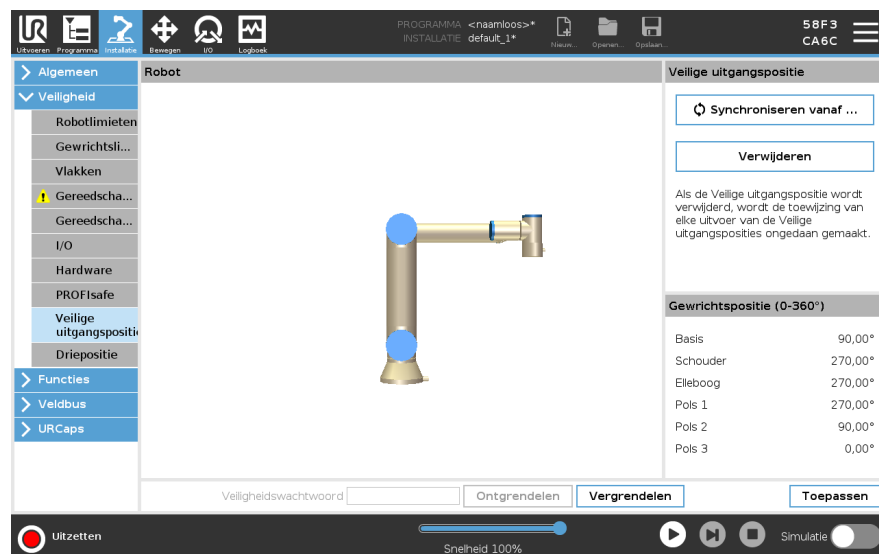 UR
PROGRAMMA <naamloos>*
INSTALLATIE default_1*
58F3
CA6C
Uitvoeren Programma Installatie Bewegen I/O Logboek Nieuw... Openen... Opslaan...
Algemeen
Veiligheid
Robotlimieten
Gewrichtsli...
Vlakken
Gereedscha...
Gereedscha...
I/O
Hardware
PROFIsafe
Veilige
uitgangspositi
Driepositie
Functies
Veldbus
URCaps
Robot
Veilige uitgangspositie
Synchroniseren vanaf ...
Verwijderen
Als de Veilige uitgangspositie wordt
verwijderd, wordt de toewijzing van
elke uitvoer van de Veilige
uitgangsposities ongedaan gemaakt.
Gewrichtspositie (0-360°)
Basis 90,00°
Schouder 270,00°
Elleboog 270,00°
Pols 1 270,00°
Pols 2 90,00°
Pols 3 0,00°
Veiligheidswachtwoord Ontgrendelen Vergrendelen Toepassen
Uitzetten
Snelheid 100%
Simulatie